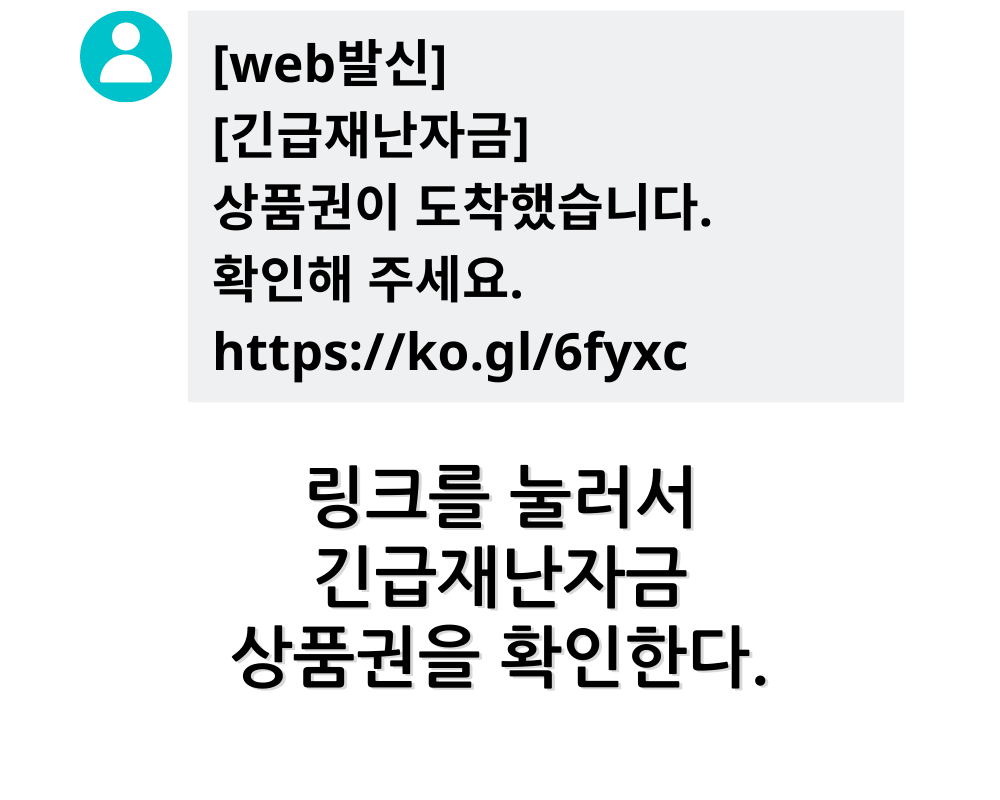 [web발신]
[긴급재난자금]
상품권이 도착했습니다.
확인해 주세요.
https://ko.gl/6fyxc
링크를 눌러서
긴급재난자금
상품권을 확인한다.